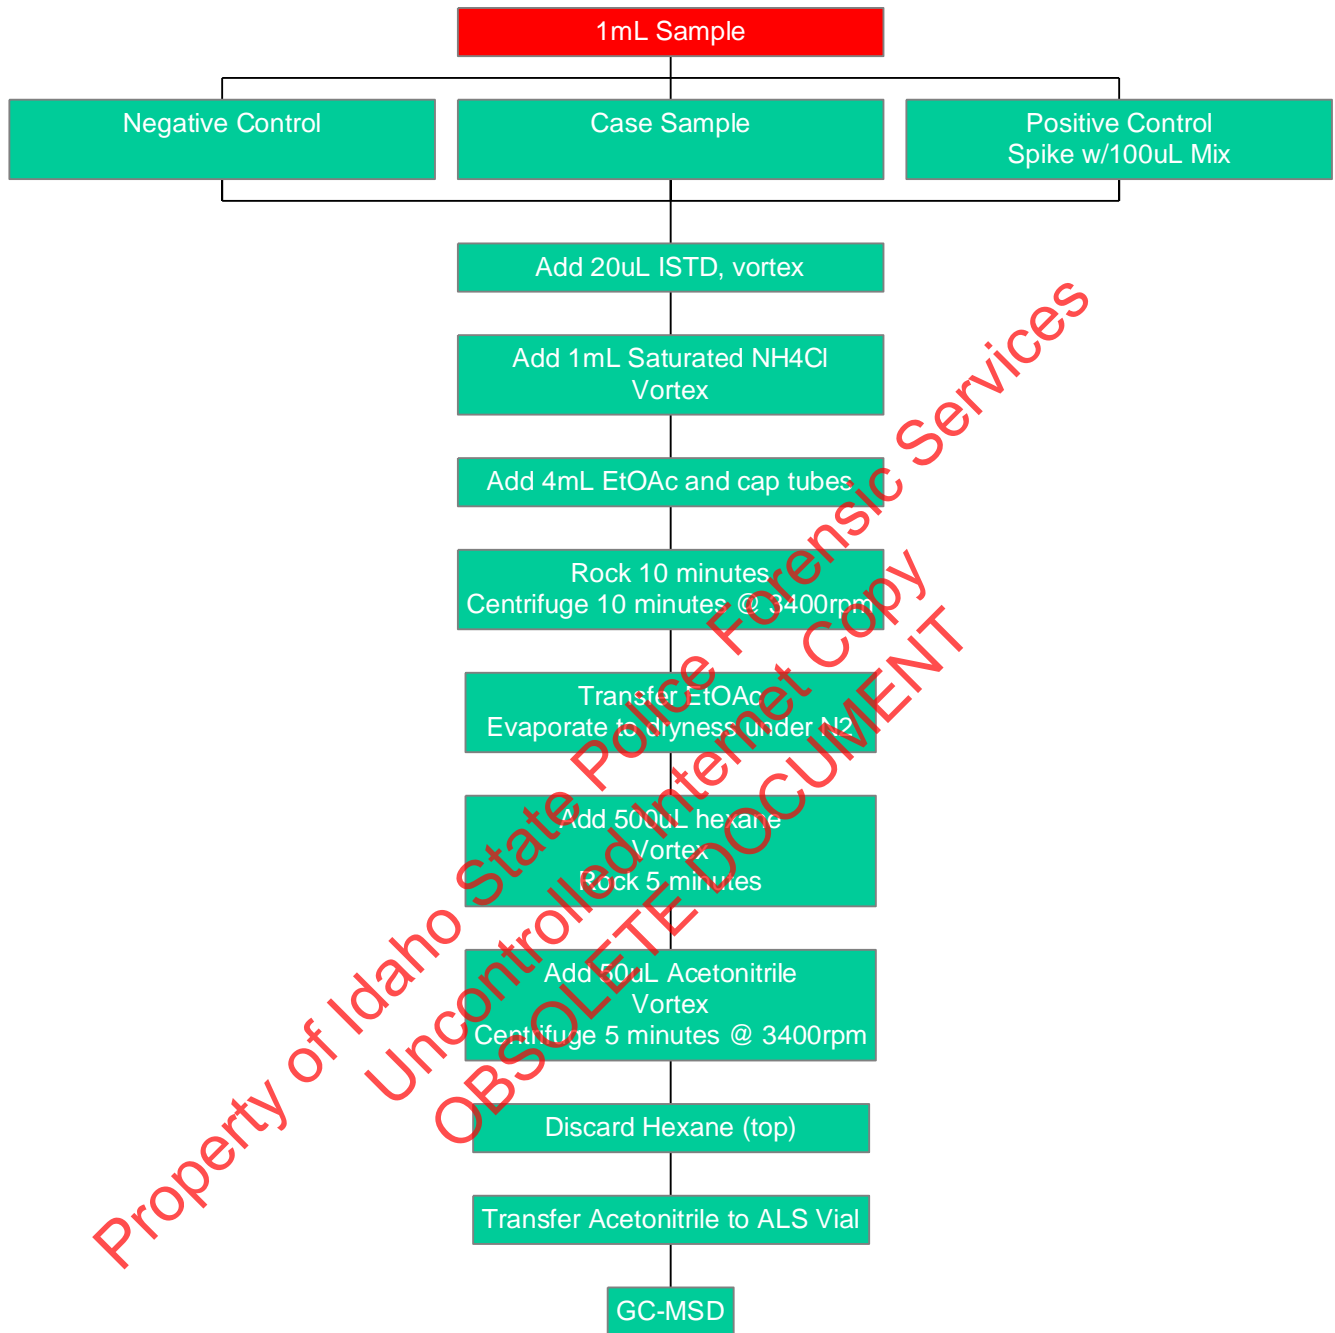 1mL Sample
Negative Control
Case Sample
Positive Control
Spike w/100uL Mix
Add 20uL ISTD, vortex
Add 1mL Saturated NH4Cl
Vortex
Add 4mL EtOAc and cap tubes
Rock 10 minutes
Centrifuge 10 minutes @ 3400rpm
Transfer EtOAc
Evaporate to dryness under N2
Add 500uL hexane
Vortex
Rock 5 minutes
Add 50uL Acetonitrile
Vortex
Centrifuge 5 minutes @ 3400rpm
Discard Hexane (top)
Transfer Acetonitrile to ALS Vial
GC-MSD
Property of Idaho State Police Forensic Services
Uncontrolled Internet Copy
OBSOLETE DOCUMENT